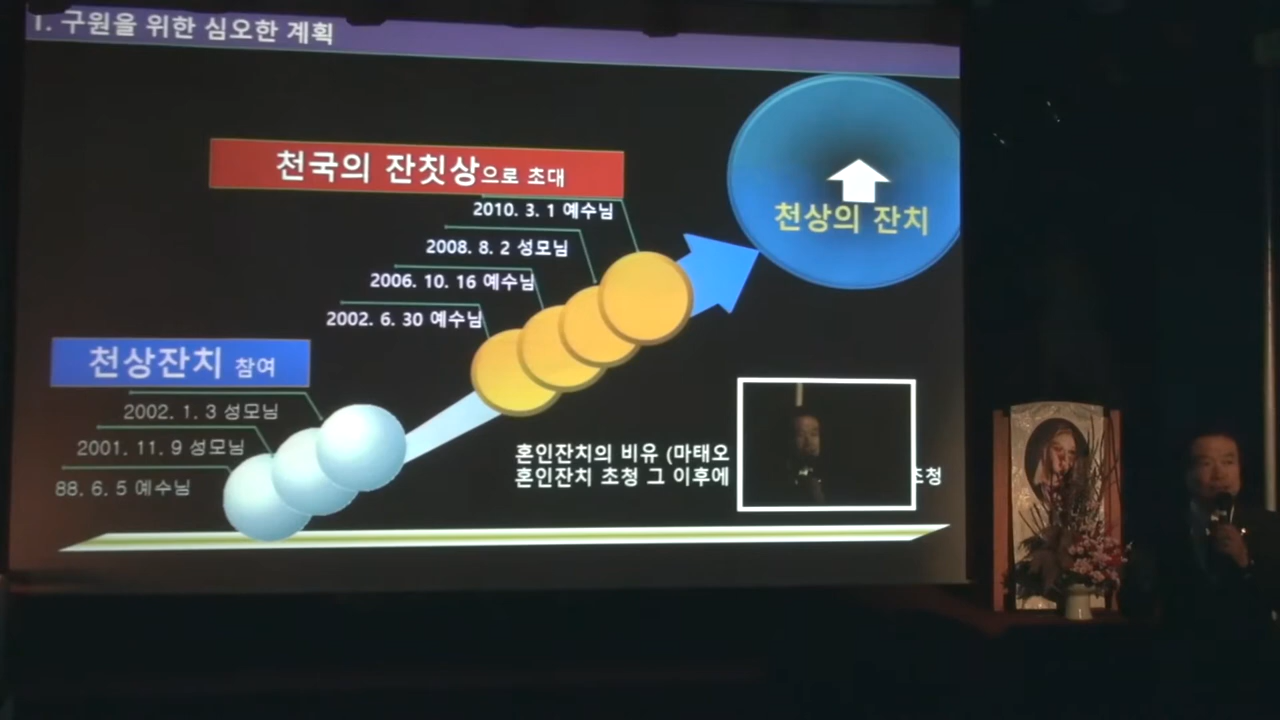 1. 구원을 위한 심오한 계획
천국의 잔칫상으로 초대
2010. 3. 1 예수님
2008. 8. 2 성모님
2006. 10. 16 예수님
2002. 6. 30 예수님
천상의 잔치
천상잔치 참여
2002. 1. 3 성모님
2001. 11. 9 성모님
88. 6. 5 예수님
혼인잔치의 비유 (마태오
혼인잔치 초청 그 이후에 초청